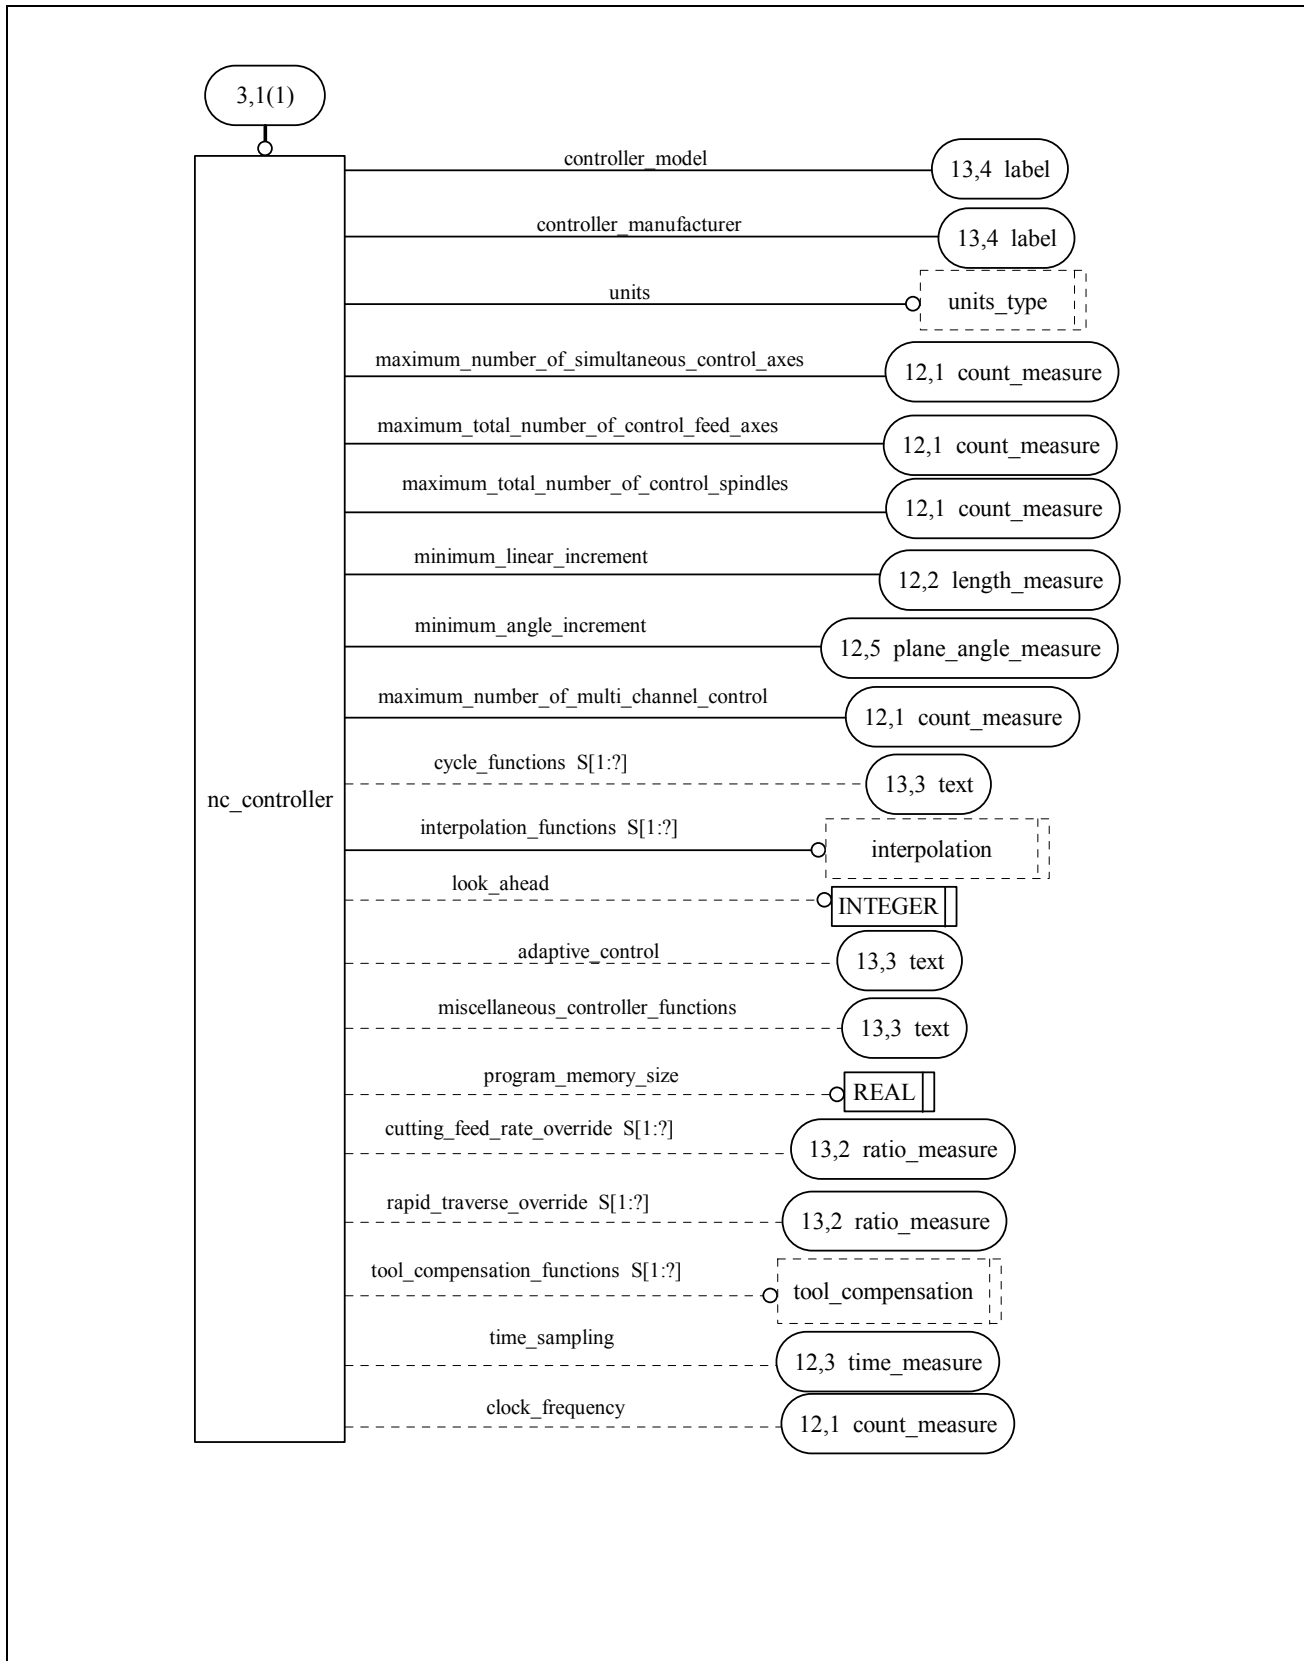 3,1(1)
controller_model
13,4 label
controller_manufacturer
13,4 label
units
units_type
maximum_number_of_simultaneous_control_axes
12,1 count_measure
maximum_total_number_of_control_feed_axes
12,1 count_measure
maximum_total_number_of_control_spindles
12,1 count_measure
minimum_linear_increment
12,2 length_measure
minimum_angle_increment
12,5 plane_angle_measure
maximum_number_of_multi_channel_control
12,1 count_measure
cycle_functions S[1:?]
13,3 text
nc_controller
interpolation_functions S[1:?]
interpolation
look_ahead
INTEGER
adaptive_control
13,3 text
miscellaneous_controller_functions
13,3 text
program_memory_size
REAL
cutting_feed_rate_override S[1:?]
13,2 ratio_measure
rapid_traverse_override S[1:?]
13,2 ratio_measure
tool_compensation_functions S[1:?]
tool_compensation
time_sampling
12,3 time_measure
clock_frequency
12,1 count_measure